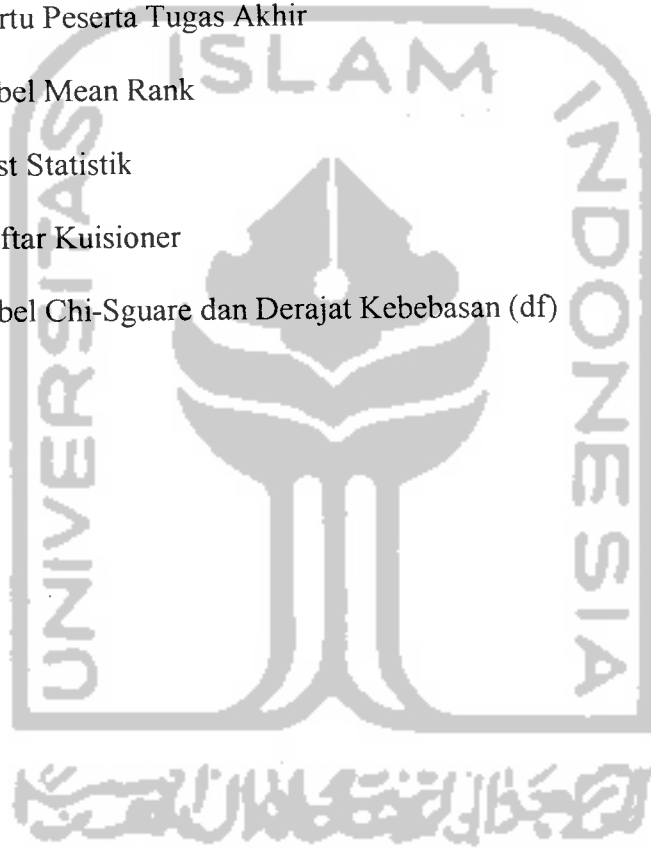 rtu Peserta Tugas Akhir
bel Mean Rank
st Statistik
ftar Kuisioner
bel Chi-Sguare dan Derajat Kebebasan (df)
UNIVERSITAS
ISLAM
INDONESIA